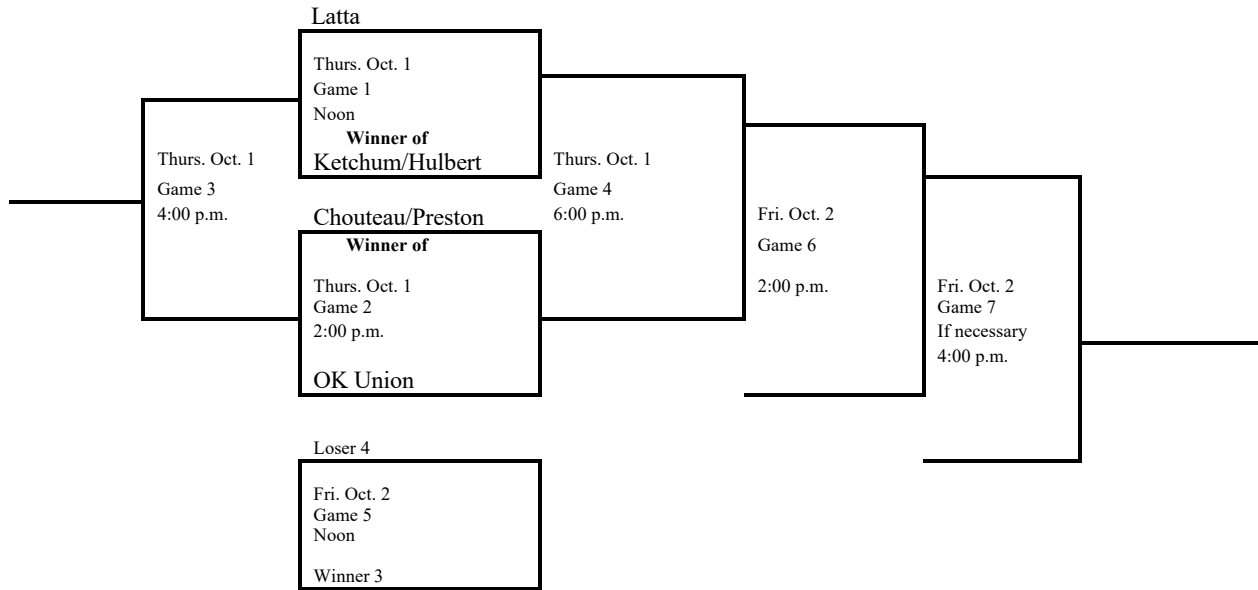 Latta
Thurs. Oct. 1
Game 1
Noon
Winner of
Ketchum/Hulbert
Thurs. Oct. 1
Game 3
4:00 p.m.
Thurs. Oct. 1
Game 4
6:00 p.m.
Chouteau/Preston
Winner of
Thurs. Oct. 1
Game 2
2:00 p.m.
OK Union
Fri. Oct. 2
Game 6
2:00 p.m.
Fri. Oct. 2
Game 7
If necessary
4:00 p.m.
Loser 4
Fri. Oct. 2
Game 5
Noon
Winner 3